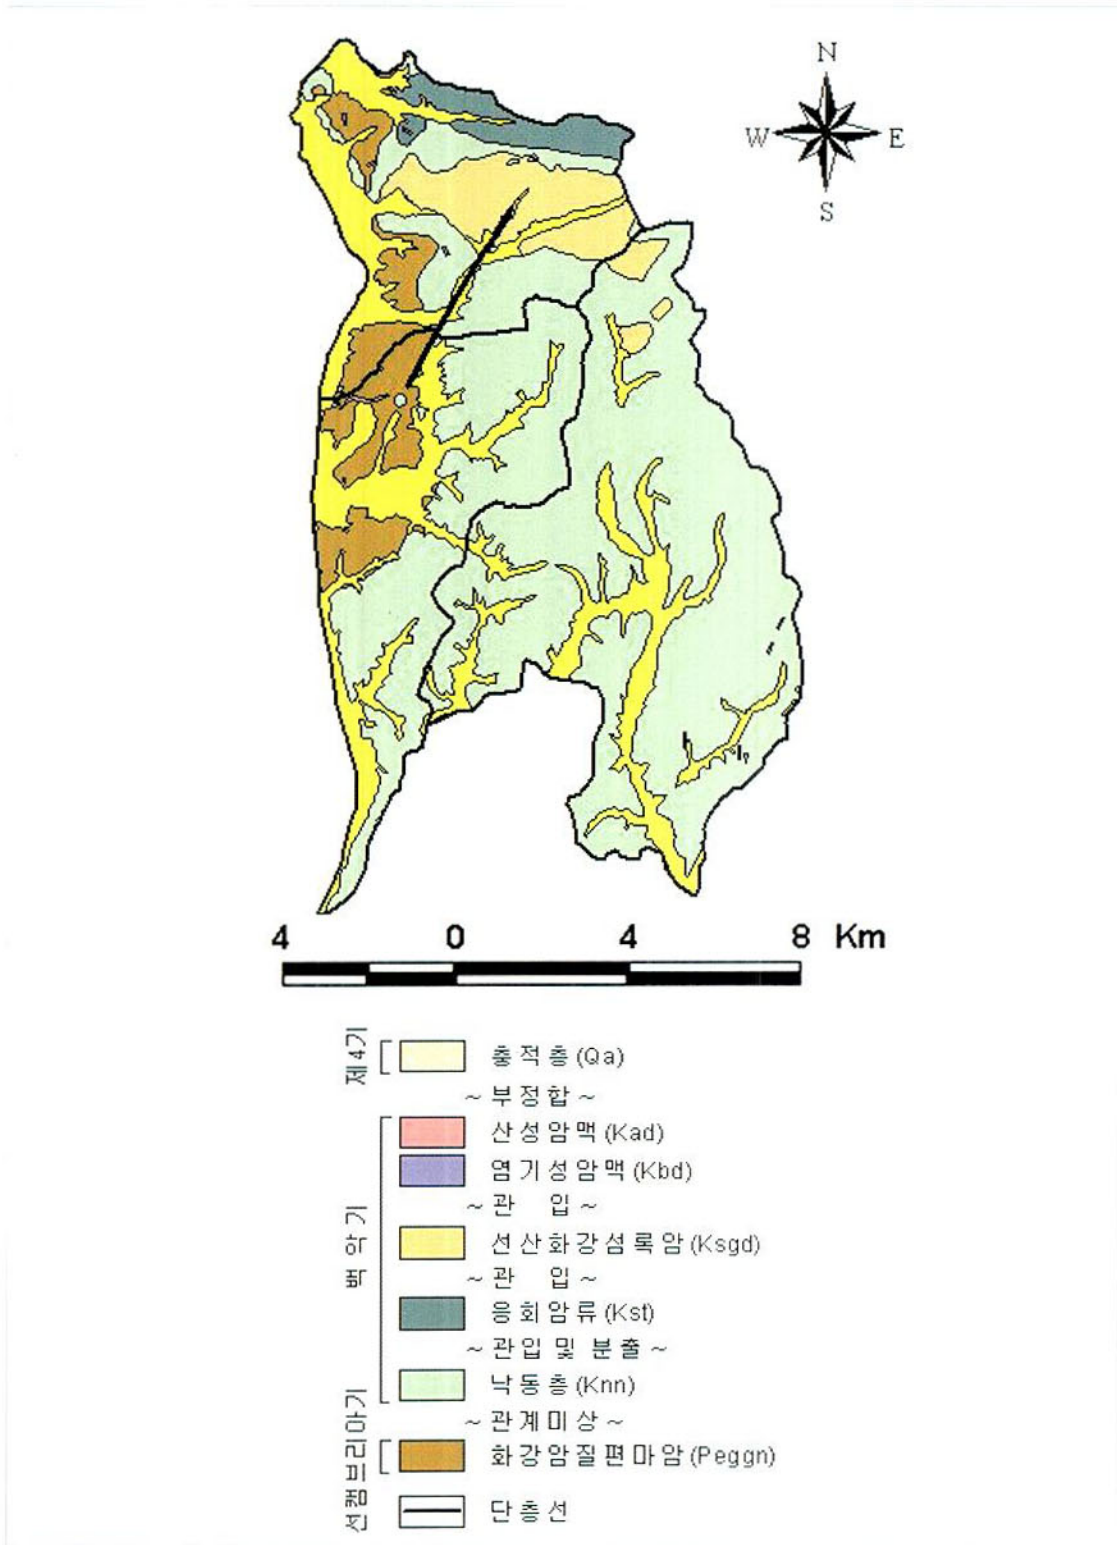 N
W E
S
4 0 4 8 Km
제4기
충적층(Qa)
~부정합~
백악기
산성암맥(Kad)
염기성암맥(Kbd)
~관 입~
선산화강섬록암(Ksgd)
~관 입~
응회암류(Kst)
~관입 및 분출~
낙동층(Knn)
~관계미상~
선캠브리아기
화강암질편마암(Peggn)
단층선